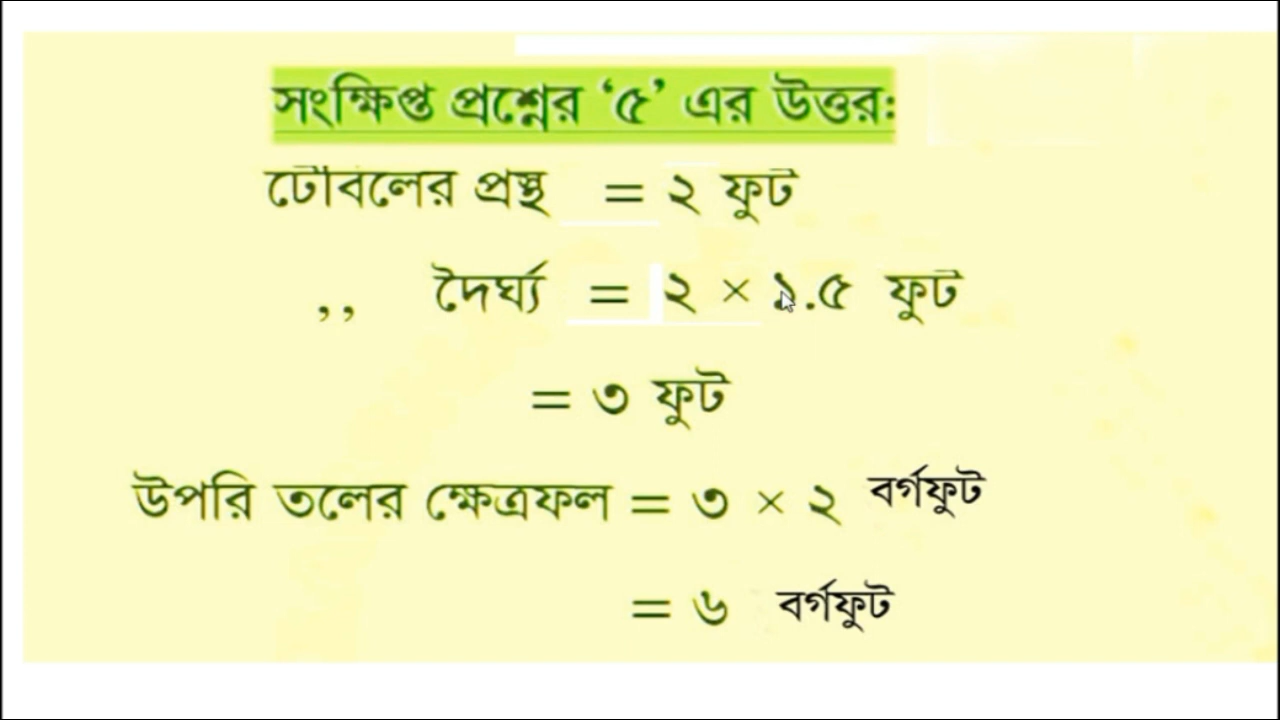 সংক্ষিপ্ত প্রশ্নের ‘৫’ এর উত্তর:
টেবিলের প্রস্থ = ২ ফুট
,, দৈর্ঘ্য = ২ × ১.৫ ফুট
= ৩ ফুট
উপরি তলের ক্ষেত্রফল = ৩ × ২ বর্গফুট
= ৬ বর্গফুট